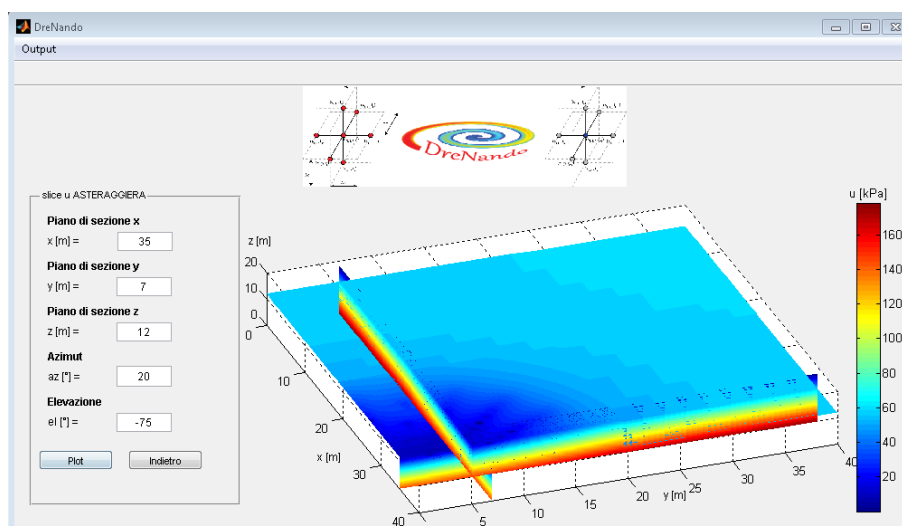 DreNando
Output
DreNando
slice u ASTERAGGIERA
Piano di sezione x
x [m] = 35
Piano di sezione y
y [m] = 7
Piano di sezione z
z [m] = 12
Azimut
az [°] = 20
Elevazione
el [°] = -75
Plot Indietro
z [m]
20
10
0
0
10
20
30
40
x [m]
5
10
15
20
25
30
35
40
y [m]
u [kPa]
160
140
120
100
80
60
40
20